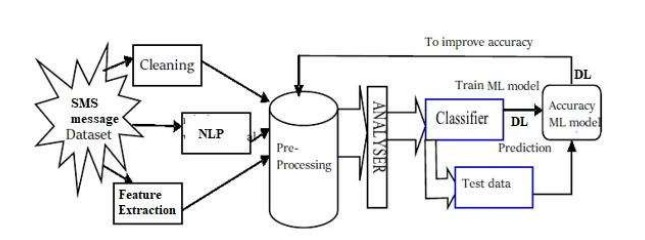 To improve accuracy
Cleaning
SMS
message
Dataset
NLP
Feature
Extraction
Pre-
Processing
ANALYSER
Train ML model
Classifier
DL
DL
Accuracy
ML model
Prediction
Test data